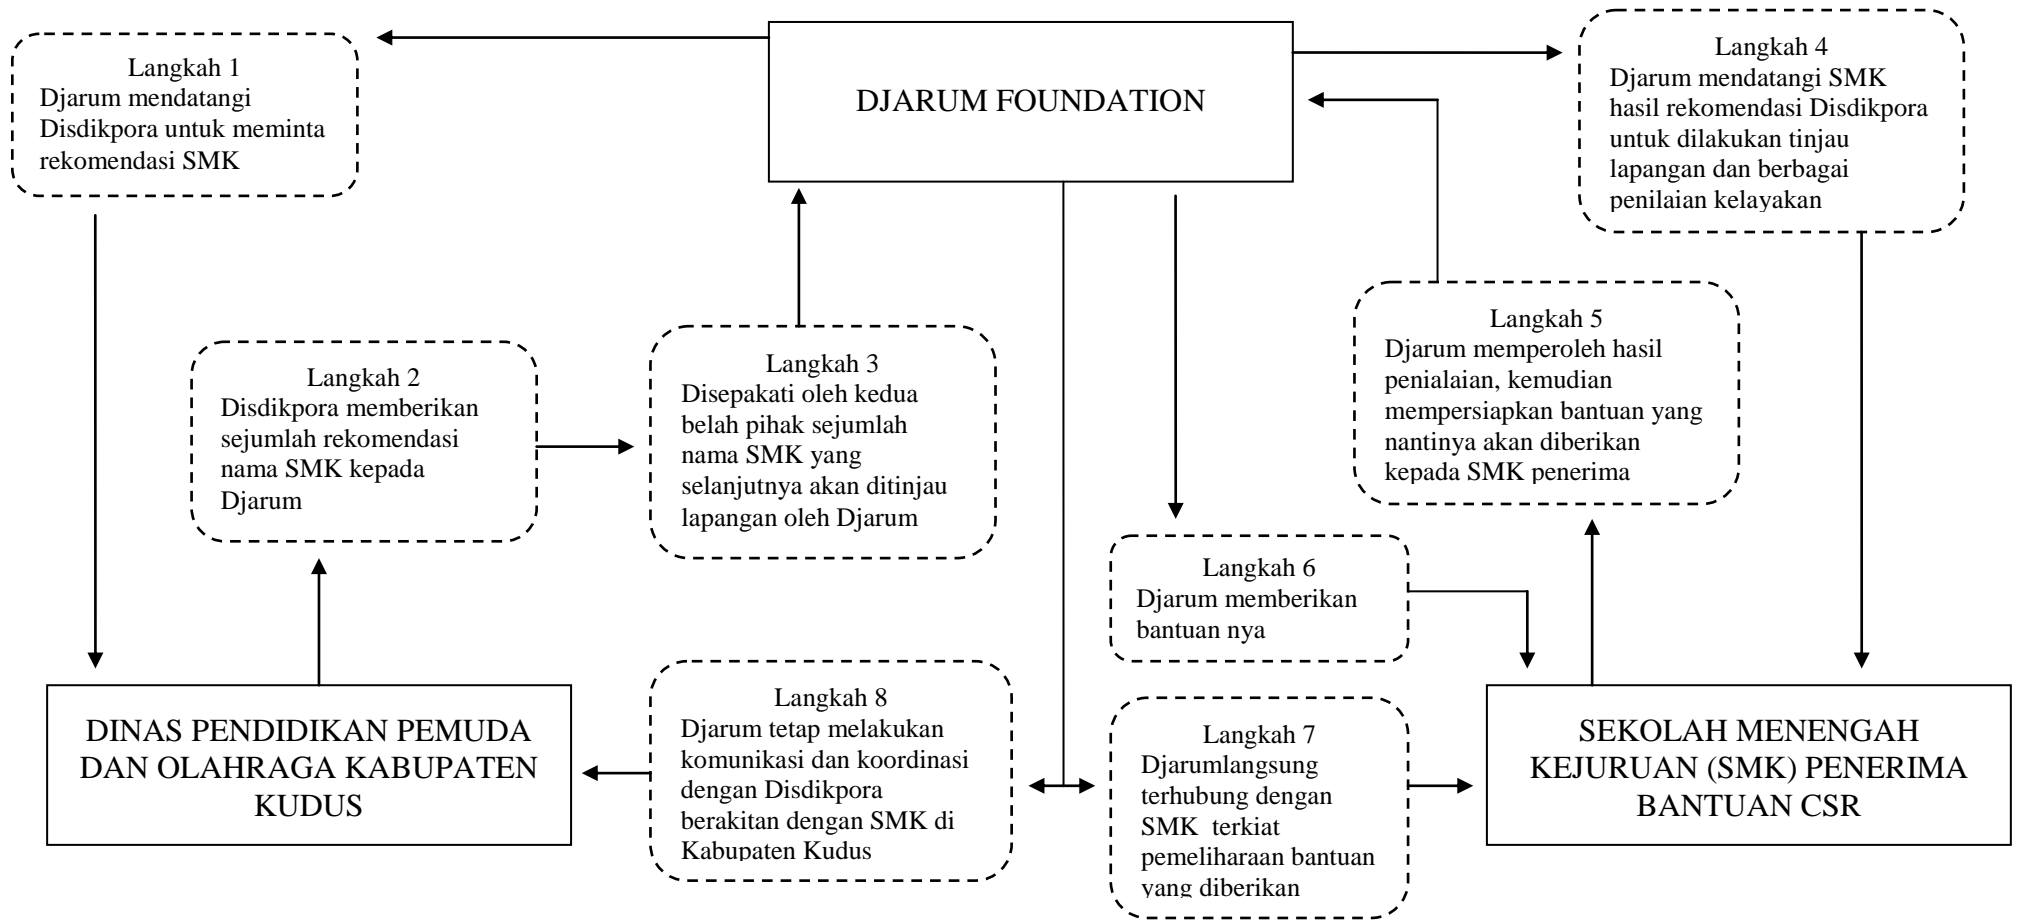 DJARUM FOUNDATION
Langkah 1
Djarum mendatangi
Disdikpora untuk meminta
rekomendasi SMK
Langkah 4
Djarum mendatangi SMK
hasil rekomendasi Disdikpora
untuk dilakukan tinjau
lapangan dan berbagai
penilaian kelayakan
Langkah 2
Disdikpora memberikan
sejumlah rekomendasi
nama SMK kepada
Djarum
Langkah 3
Disepakati oleh kedua
belah pihak sejumlah
nama SMK yang
selanjutnya akan ditinjau
lapangan oleh Djarum
Langkah 5
Djarum memperoleh hasil
penialaian, kemudian
mempersiapkan bantuan yang
nantinya akan diberikan
kepada SMK penerima
Langkah 6
Djarum memberikan
bantuan nya
DINAS PENDIDIKAN PEMUDA
DAN OLAHRAGA KABUPATEN
KUDUS
Langkah 8
Djarum tetap melakukan
komunikasi dan koordinasi
dengan Disdikpora
berakitan dengan SMK di
Kabupaten Kudus
Langkah 7
Djarumlangsung
terhubung dengan
SMK  terkiat
pemeliharaan bantuan
yang diberikan
SEKOLAH MENENGAH
KEJURUAN (SMK) PENERIMA
BANTUAN CSR